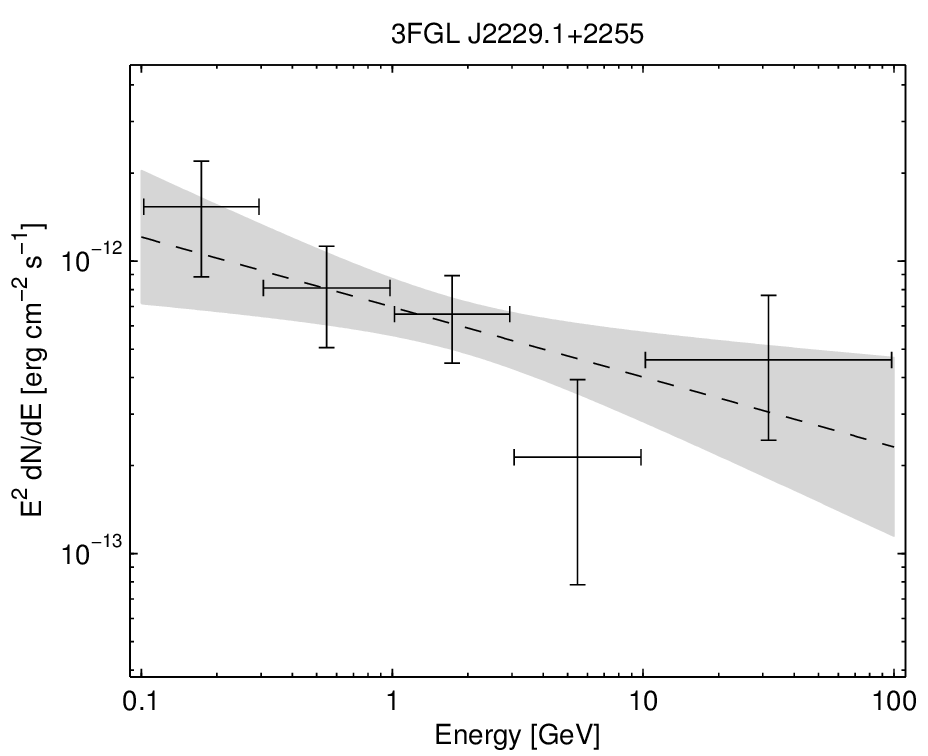 3FGL J2229.1+2255
E² dN/dE [erg cm⁻² s⁻¹]
10⁻¹²
10⁻¹³
0.1 1 10 100
Energy [GeV]